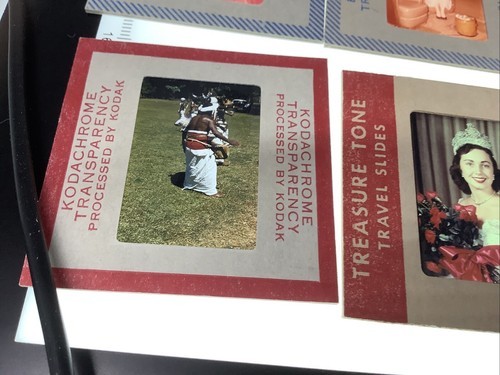 KODACHROME
TRANSPARENCY
PROCESSED BY KODAK
KODACHROME
TRANSPARENCY
PROCESSED BY KODAK
TREASURE TONE
TRAVEL SLIDES